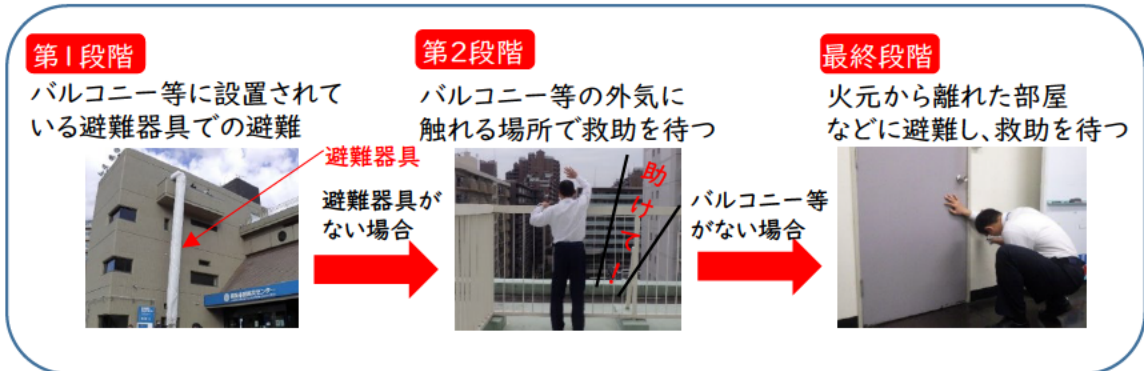 第1段階
バルコニー等に設置されて
いる避難器具での避難
避難器具
避難器具が
ない場合
第2段階
バルコニー等の外気に
触れる場所で救助を待つ
助けてー
バルコニー等
がない場合
最終段階
火元から離れた部屋
などに避難し、救助を待つ